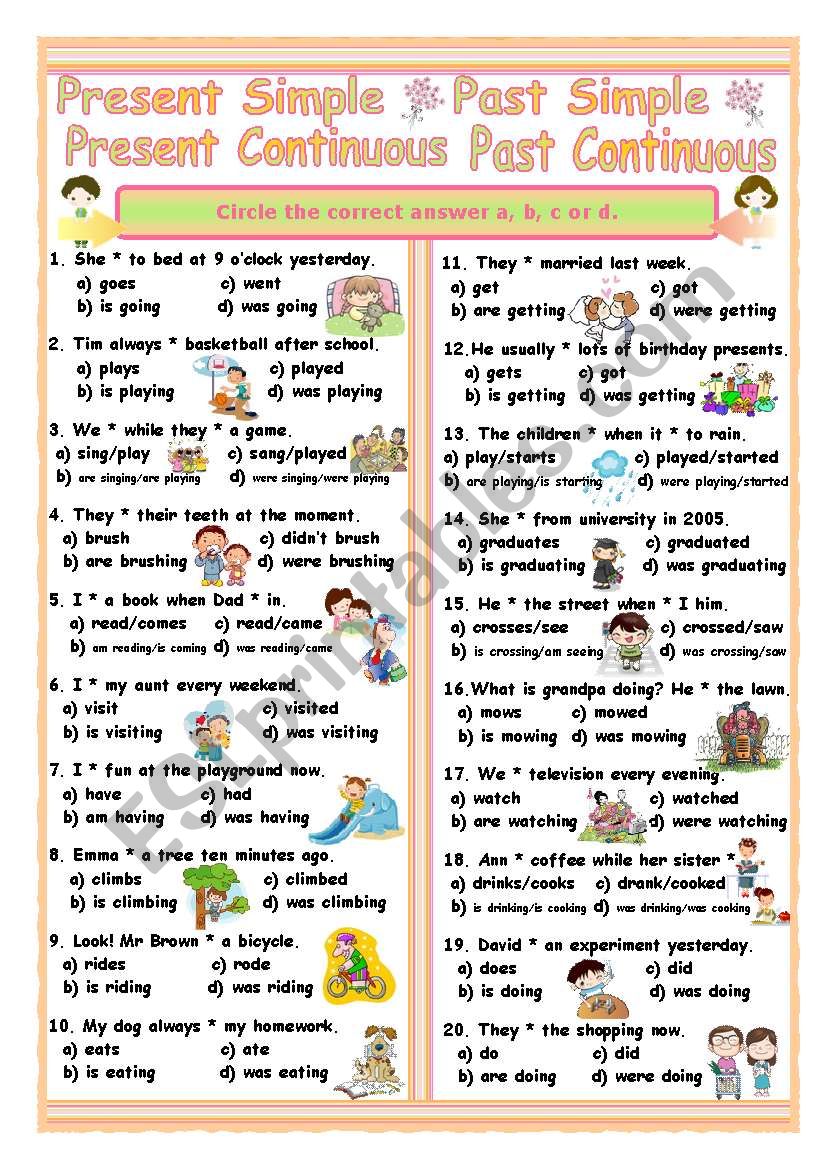 Present Simple Past Simple
Present Continuous Past Continuous
Circle the correct answer a, b, c or d.
1. She * to bed at 9 o'clock yesterday.
a) goes c) went
b) is going d) was going
2. Tim always * basketball after school.
a) plays c) played
b) is playing d) was playing
3. We * while they * a game.
a) sing/play c) sang/played
b) are singing/are playing d) were singing/were playing
4. They * their teeth at the moment.
a) brush c) didn't brush
b) are brushing d) were brushing
5. I * a book when Dad * in.
a) read/comes c) read/came
b) am reading/is coming d) was reading/came
6. I * my aunt every weekend.
a) visit c) visited
b) is visiting d) was visiting
7. I * fun at the playground now.
a) have c) had
b) am having d) was having
8. Emma * a tree ten minutes ago.
a) climbs c) climbed
b) is climbing d) was climbing
9. Look! Mr Brown * a bicycle.
a) rides c) rode
b) is riding d) was riding
10. My dog always * my homework.
a) eats c) ate
b) is eating d) was eating
11. They * married last week.
a) get c) got
b) are getting d) were getting
12.He usually * lots of birthday presents.
a) gets c) got
b) is getting d) was getting
13. The children * when it * to rain.
a) play/starts c) played/started
b) are playing/is starting d) were playing/started
14. She * from university in 2005.
a) graduates c) graduated
b) is graduating d) was graduating
15. He * the street when * I him.
a) crosses/see c) crossed/saw
b) is crossing/am seeing d) was crossing/saw
16.What is grandpa doing? He * the lawn.
a) mows c) mowed
b) is mowing d) was mowing
17. We * television every evening.
a) watch c) watched
b) are watching d) were watching
18. Ann * coffee while her sister *
a) drinks/cooks c) drank/cooked
b) is drinking/is cooking d) was drinking/was cooking
19. David * an experiment yesterday.
a) does c) did
b) is doing d) was doing
20. They * the shopping now.
a) do c) did
b) are doing d) were doing
ESLprintables.com